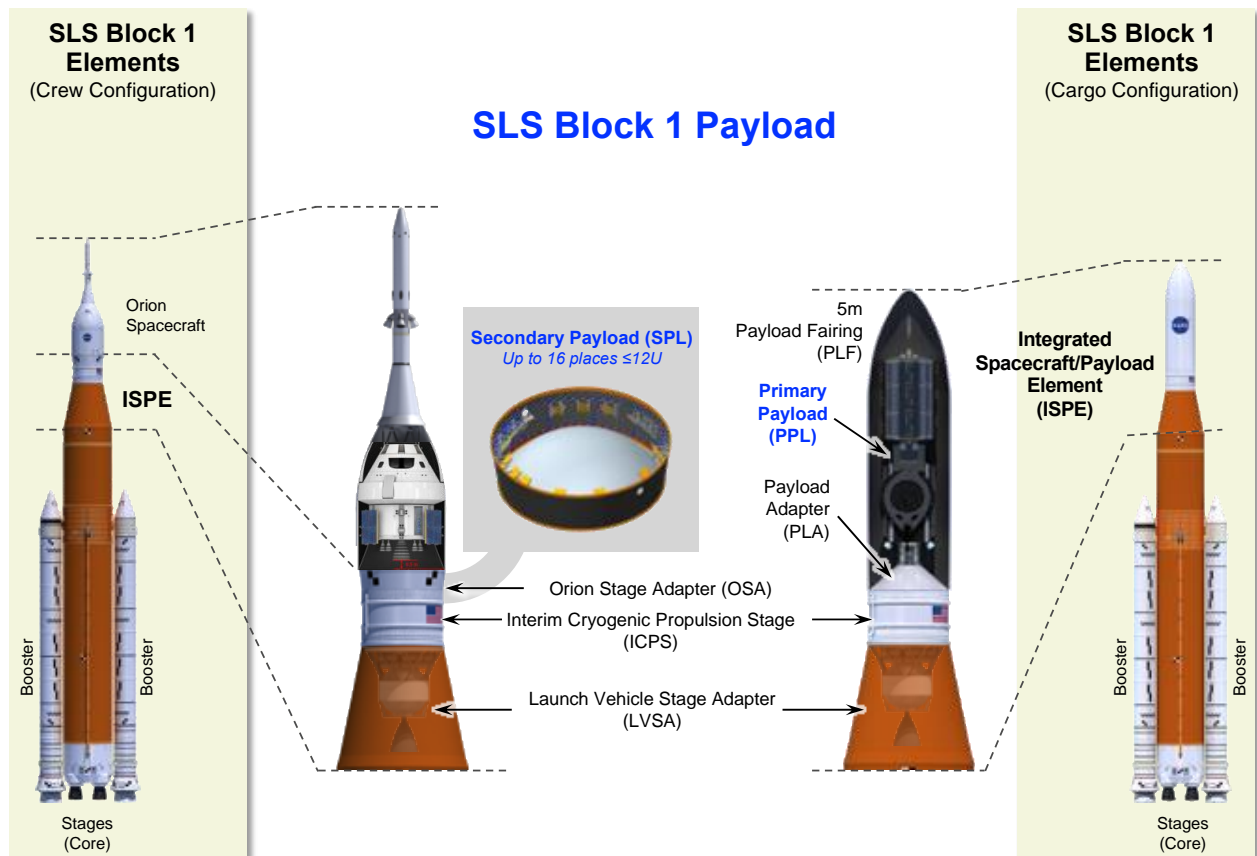 SLS Block 1
Elements
(Crew Configuration)
Orion
Spacecraft
ISPE
Booster
Booster
Stages
(Core)
SLS Block 1 Payload
Secondary Payload (SPL)
Up to 16 places ≤12U
5m
Payload Fairing
(PLF)
Primary
Payload
(PPL)
Payload
Adapter
(PLA)
Orion Stage Adapter (OSA)
Interim Cryogenic Propulsion Stage
(ICPS)
Launch Vehicle Stage Adapter
(LVSA)
SLS Block 1
Elements
(Cargo Configuration)
Integrated
Spacecraft/Payload
Element
(ISPE)
Booster
Booster
Stages
(Core)